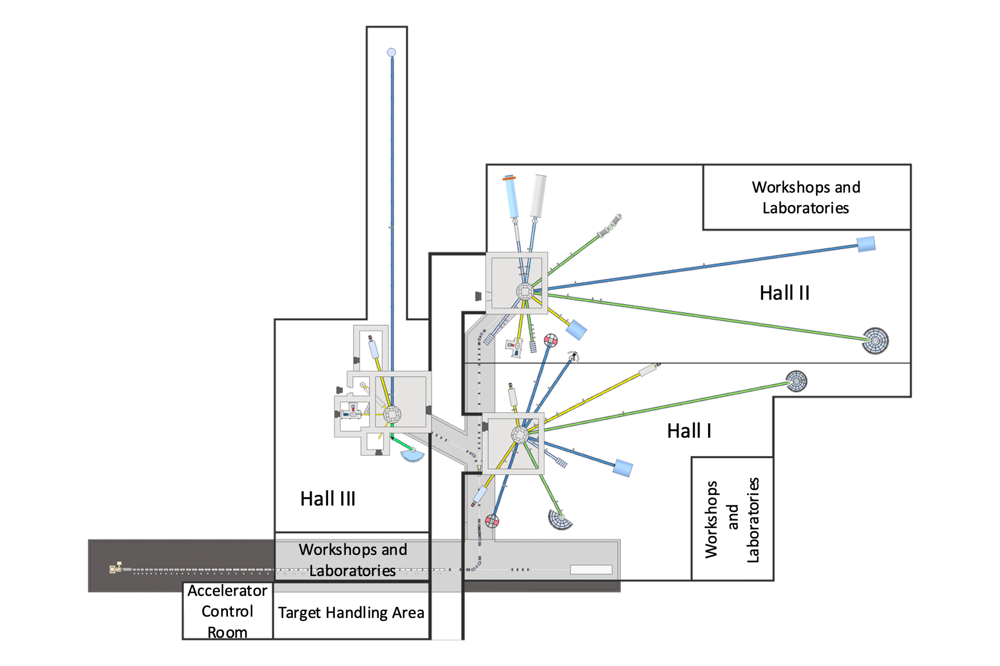 Workshops and
Laboratories
Hall II
Hall I
Workshops
and
Laboratories
Hall III
Workshops and
Laboratories
Accelerator
Control
Room
Target Handling Area